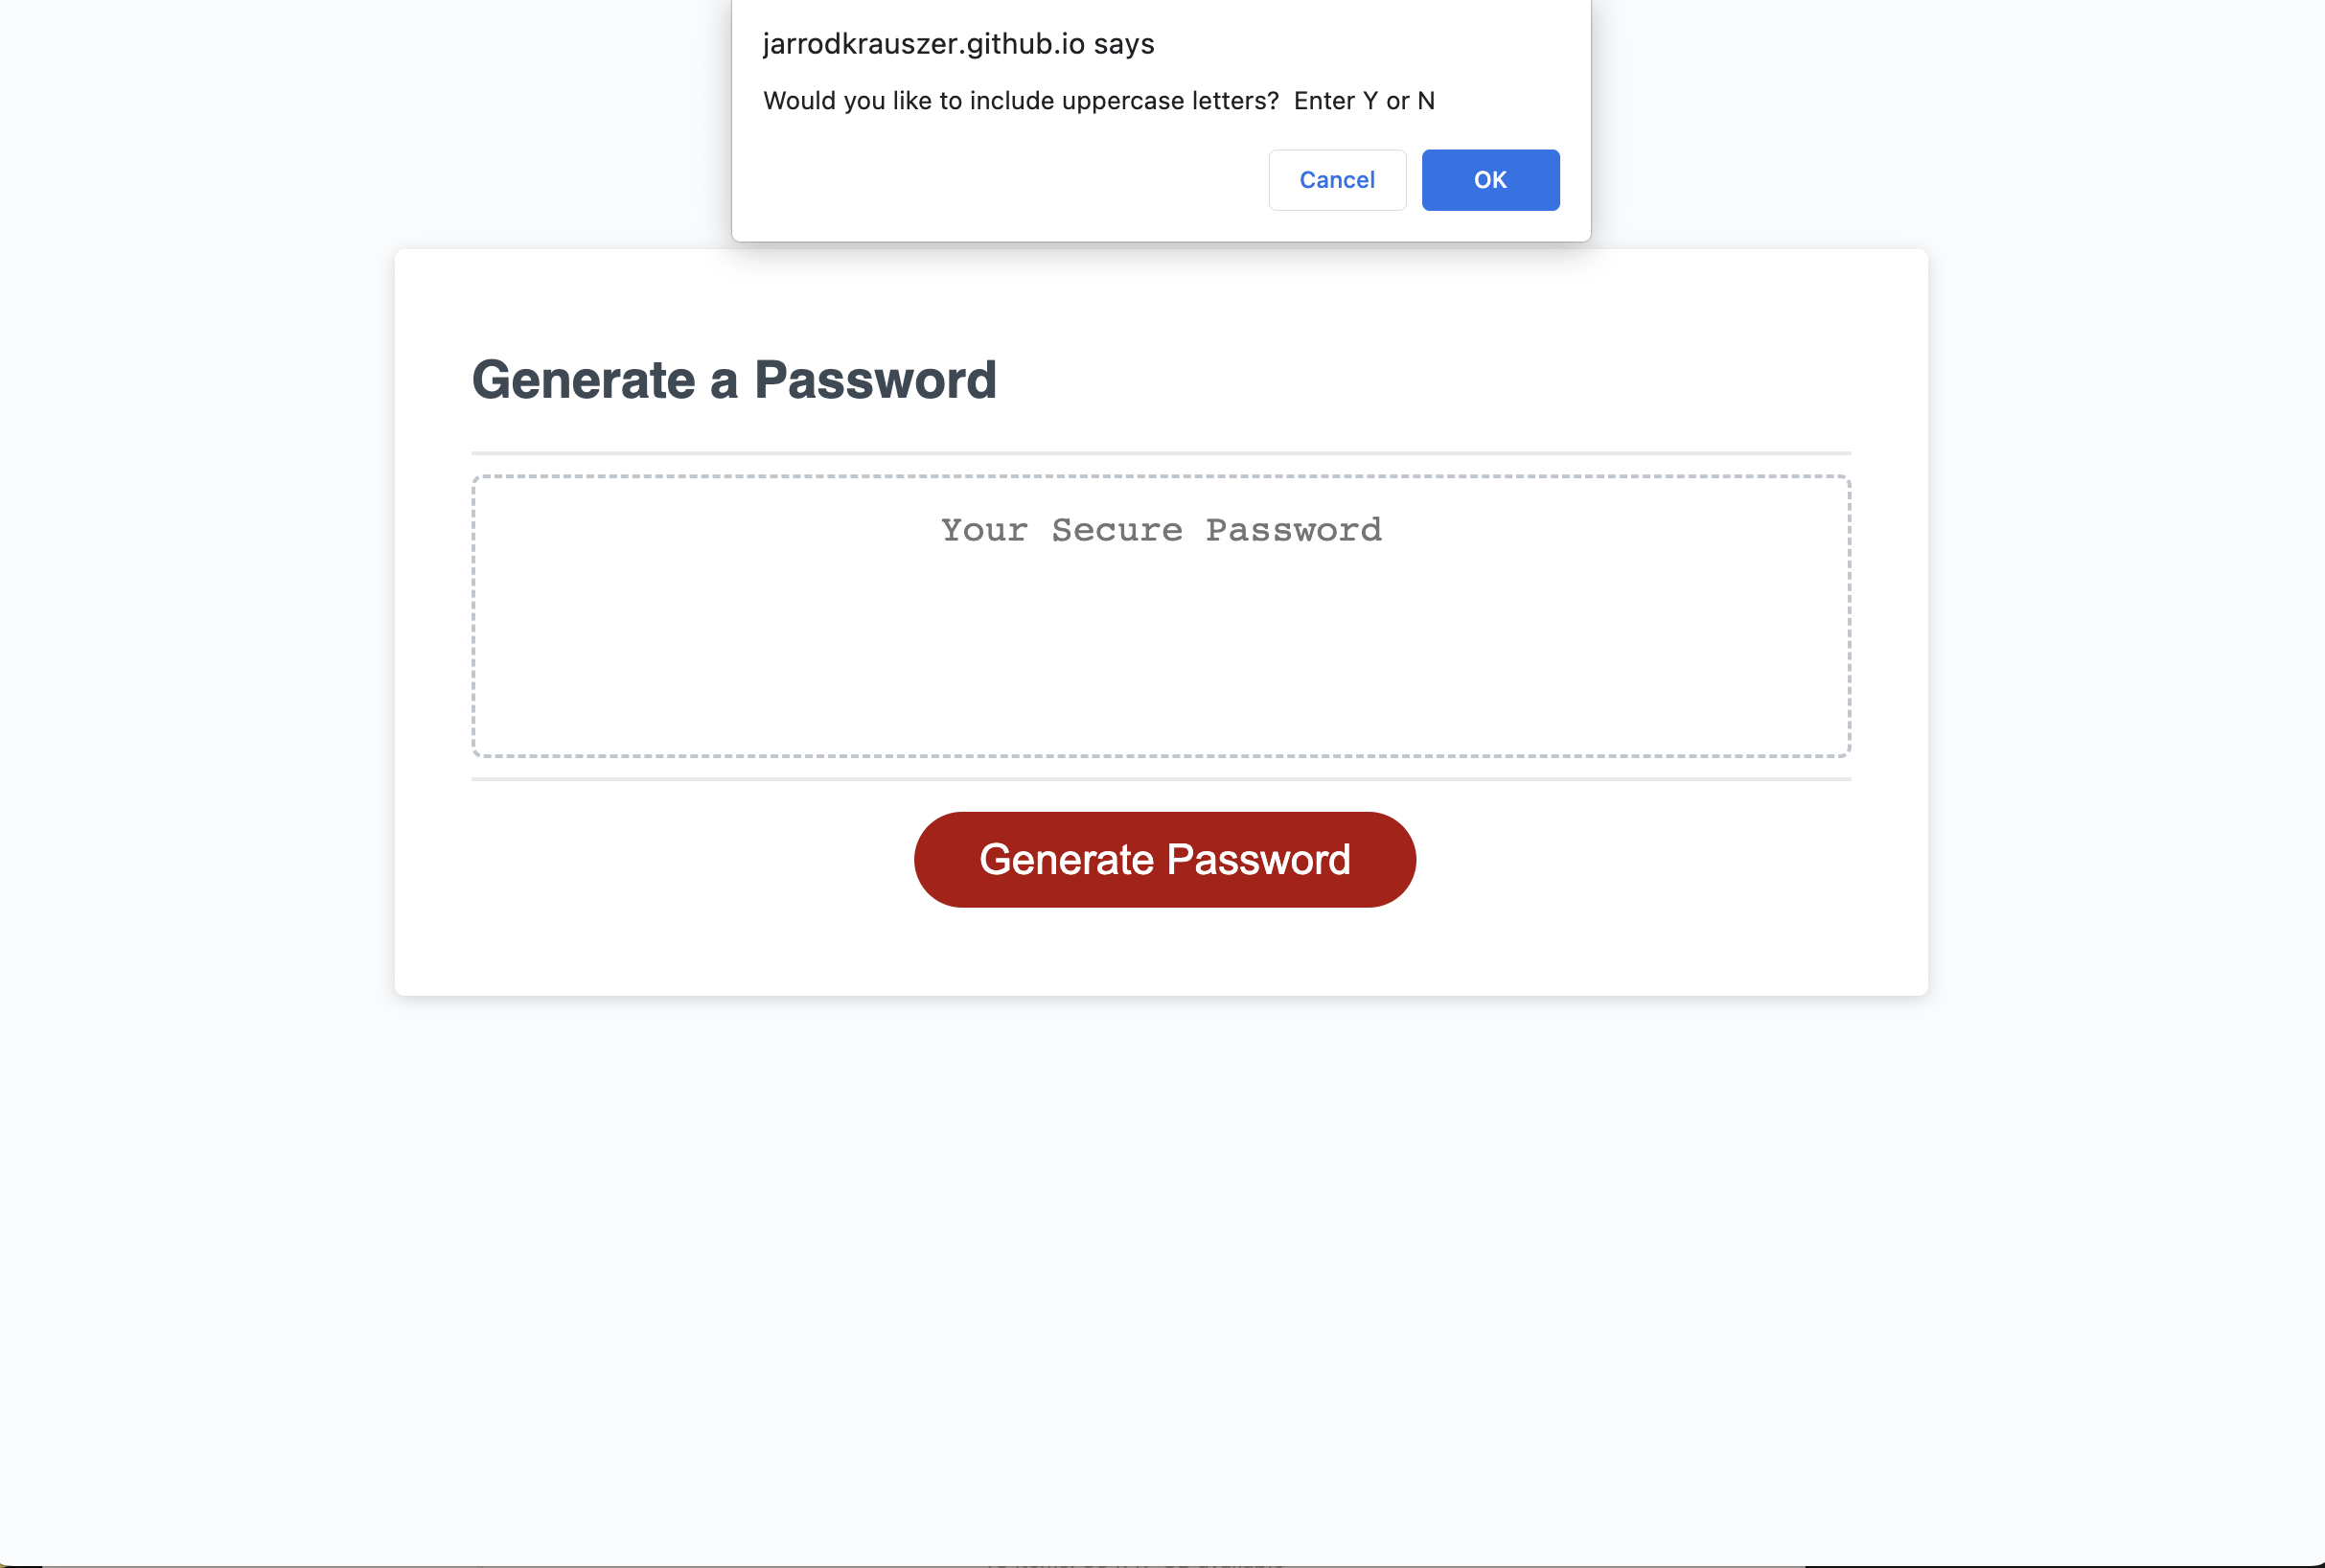 jarrodkrauszer.github.io says
Would you like to include uppercase letters?  Enter Y or N
Cancel
OK
Generate a Password
Your Secure Password
Generate Password